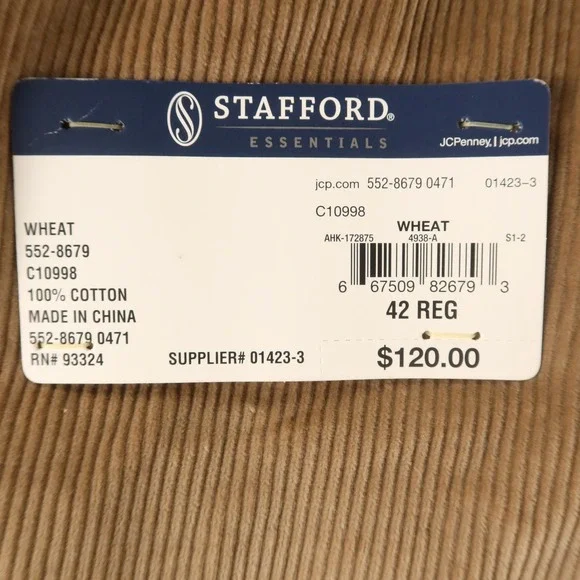 STAFFORD®
ESSENTIALS
JCPenney | jcp.com
jcp.com 552-8679 0471 01423-3
C10998
WHEAT
AHK-172875 4938-A S1-2
6 67509 82679 3
42 REG
$120.00
WHEAT
552-8679
C10998
100% COTTON
MADE IN CHINA
552-8679 0471
RN# 93324
SUPPLIER# 01423-3